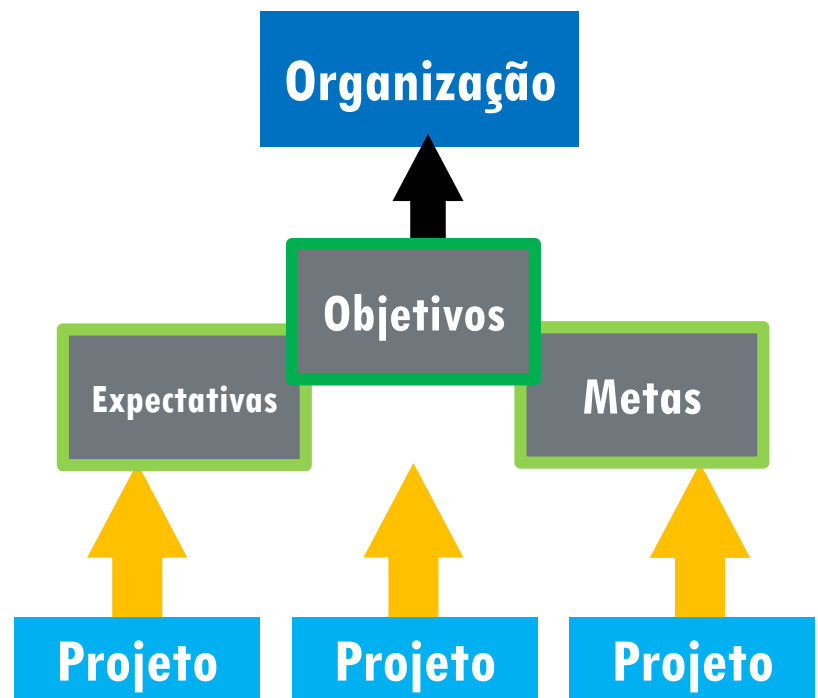 Organização
Objetivos
Expectativas
Metas
Projeto
Projeto
Projeto